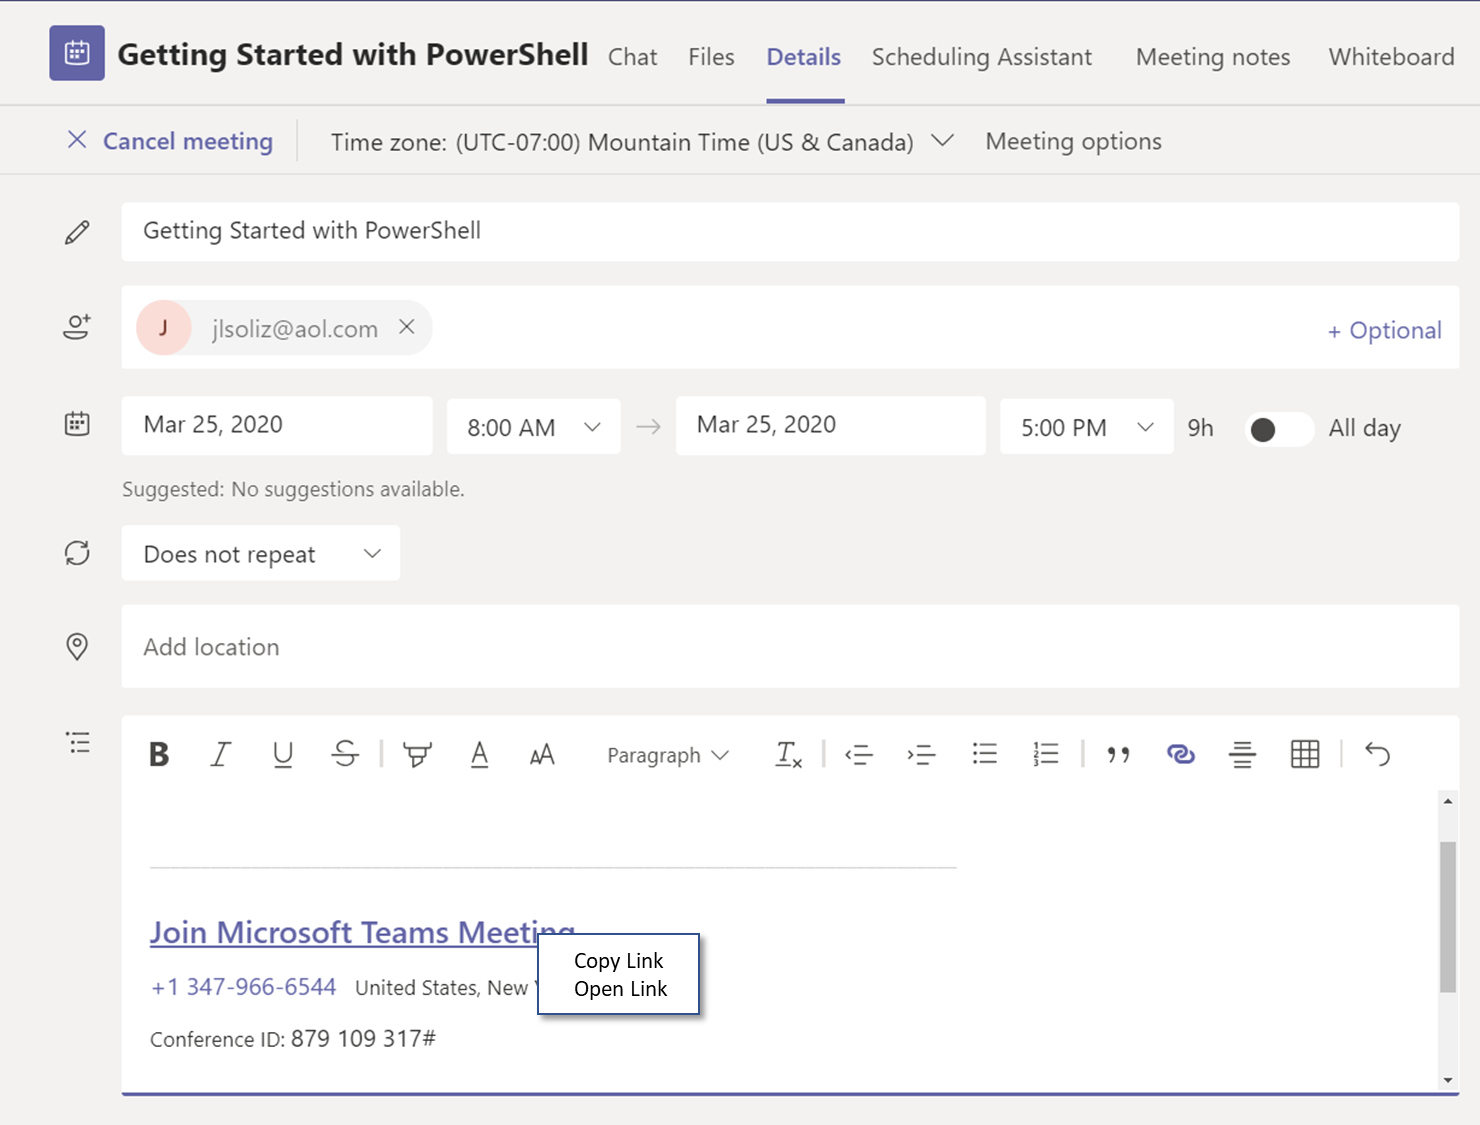 Getting Started with PowerShell Chat Files Details Scheduling Assistant Meeting notes Whiteboard
Cancel meeting Time zone: (UTC-07:00) Mountain Time (US & Canada) Meeting options
Getting Started with PowerShell
J jlsoliz@aol.com + Optional
Mar 25, 2020 8:00 AM Mar 25, 2020 5:00 PM 9h All day
Suggested: No suggestions available.
Does not repeat
Add location
Paragraph
Join Microsoft Teams Meeting
Copy Link
+1 347-966-6544 United States, New
Open Link
Conference ID: 879 109 317#